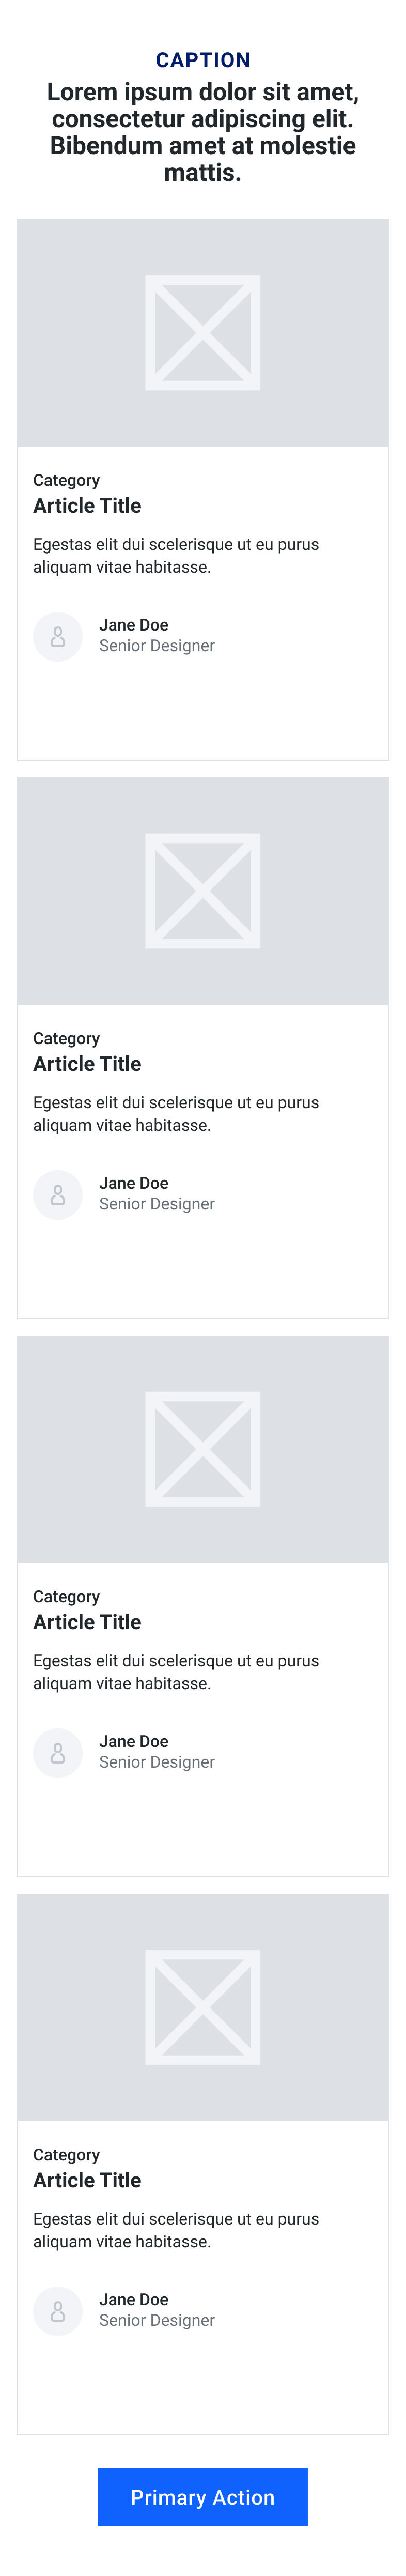 CAPTION
Lorem ipsum dolor sit amet,
consectetur adipiscing elit.
Bibendum amet at molestie
mattis.
Category
Article Title
Egestas elit dui scelerisque ut eu purus
aliquam vitae habitasse.
Jane Doe
Senior Designer
Category
Article Title
Egestas elit dui scelerisque ut eu purus
aliquam vitae habitasse.
Jane Doe
Senior Designer
Category
Article Title
Egestas elit dui scelerisque ut eu purus
aliquam vitae habitasse.
Jane Doe
Senior Designer
Category
Article Title
Egestas elit dui scelerisque ut eu purus
aliquam vitae habitasse.
Jane Doe
Senior Designer
Primary Action